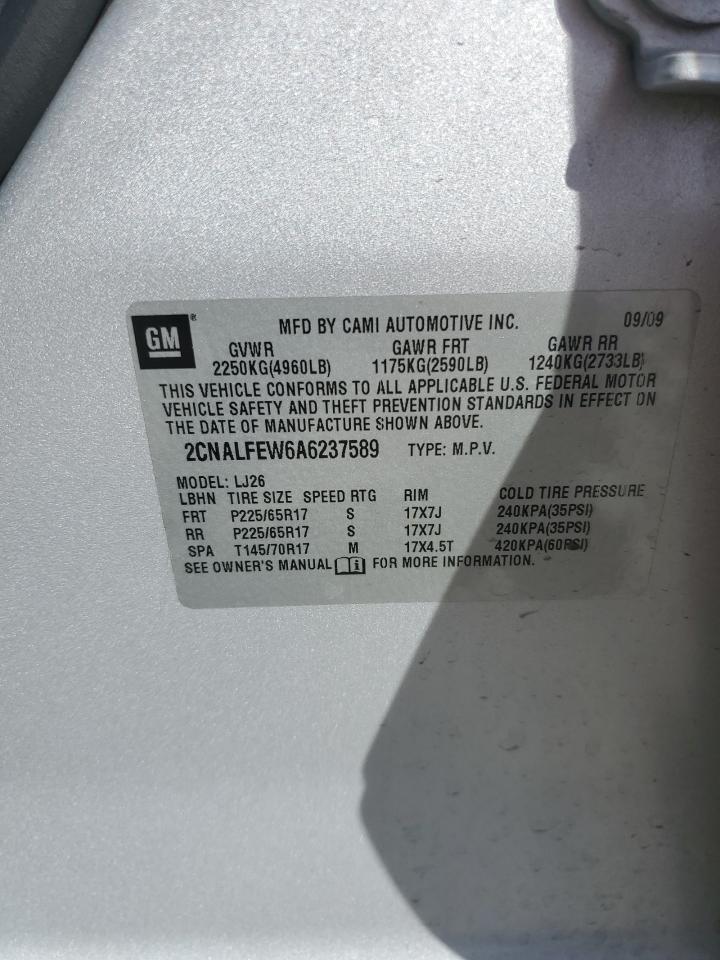 GM ® MFD BY CAMI AUTOMOTIVE INC. 09/09
GVWR GAWR FRT GAWR RR
2250KG(4960LB) 1175KG(2590LB) 1240KG(2733LB)
THIS VEHICLE CONFORMS TO ALL APPLICABLE U.S. FEDERAL MOTOR
VEHICLE SAFETY AND THEFT PREVENTION STANDARDS IN EFFECT ON
THE DATE OF MANUFACTURE SHOWN ABOVE.
2CNALFEW6A6237589 TYPE: M.P.V.
MODEL: LJ26
LBHN TIRE SIZE SPEED RTG RIM COLD TIRE PRESSURE
FRT P225/65R17 S 17X7J 240KPA(35PSI)
RR P225/65R17 S 17X7J 240KPA(35PSI)
SPA T145/70R17 M 17X4.5T 420KPA(60PSI)
SEE OWNER'S MANUAL FOR MORE INFORMATION.